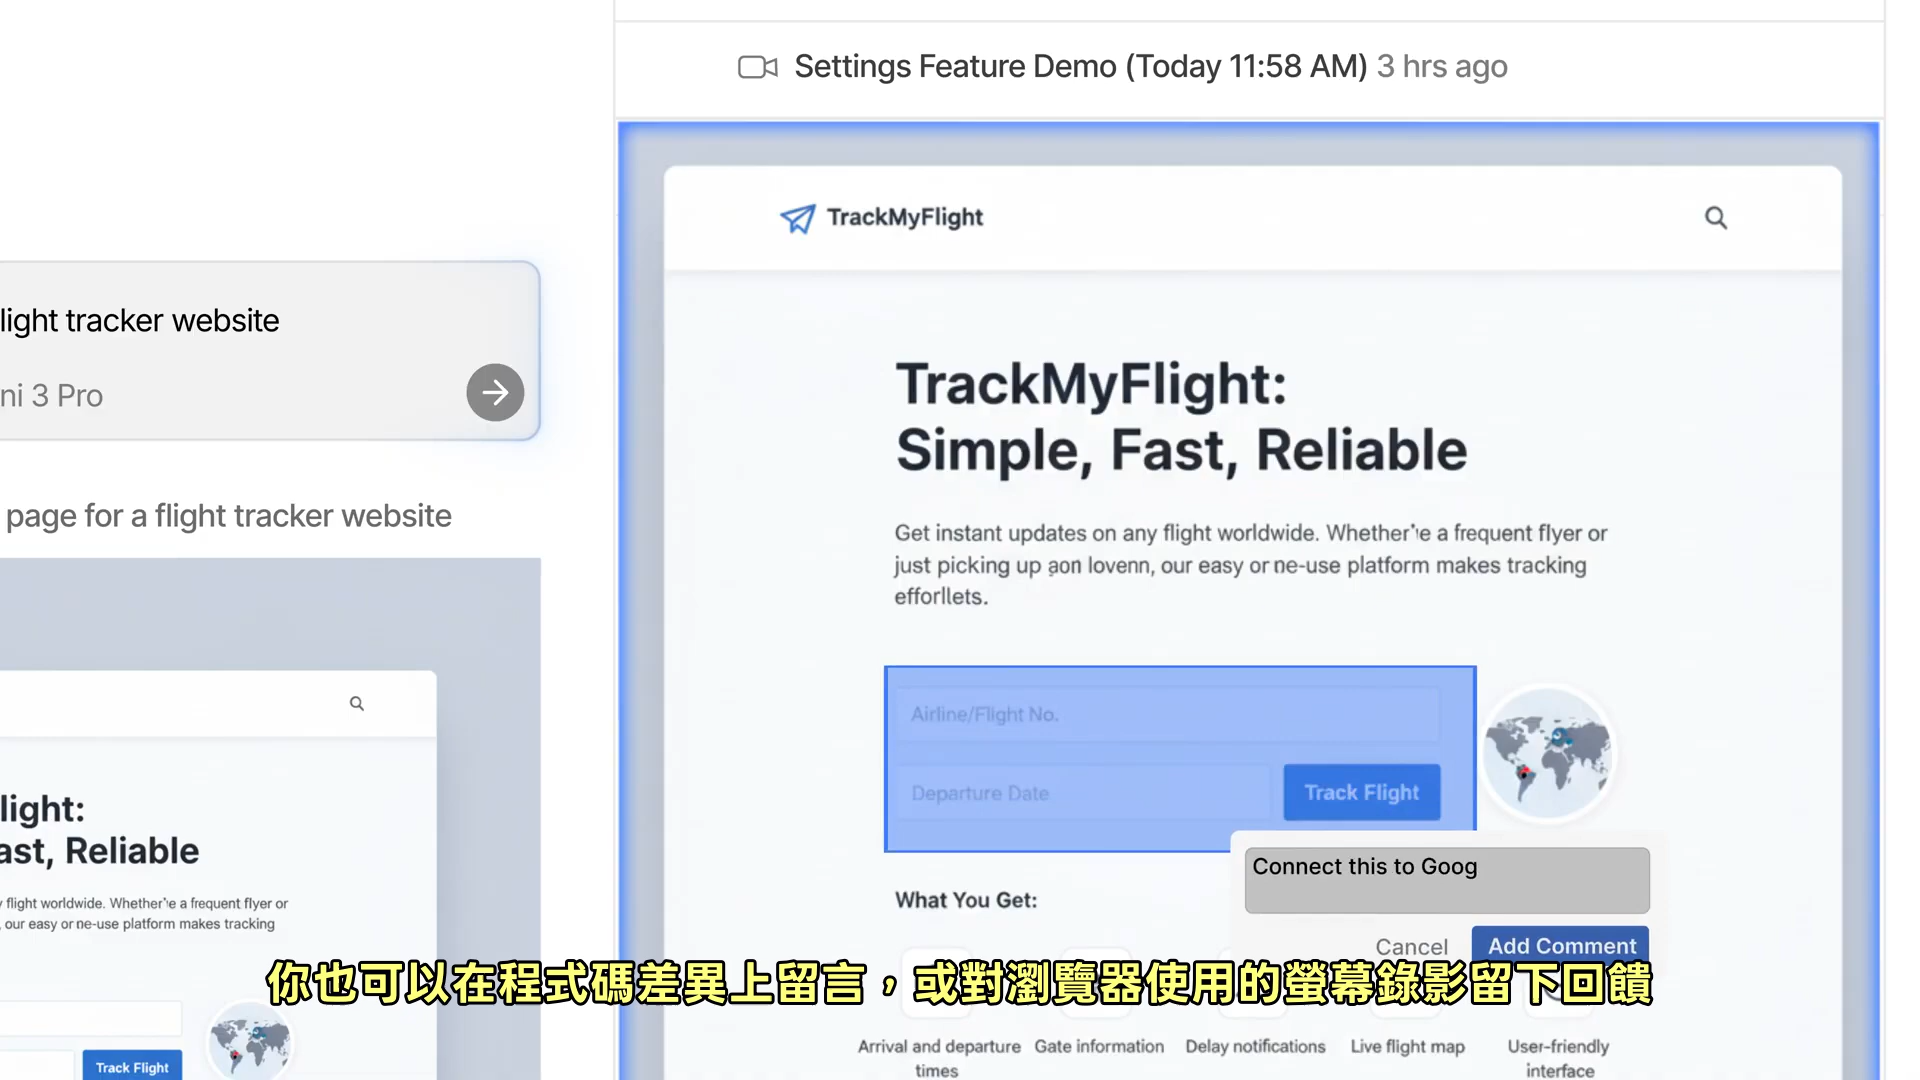 Settings Feature Demo (Today 11:58 AM) 3 hrs ago
light tracker website
ni 3 Pro
page for a flight tracker website
light:
ast, Reliable
flight worldwide. Whether'ıe a frequent flyer or
, our easy or ne-use platform makes tracking
Track Flight
TrackMyFlight
TrackMyFlight:
Simple, Fast, Reliable
Get instant updates on any flight worldwide. Whether'ıe a frequent flyer or
just picking up aon lovenn, our easy or ne-use platform makes tracking
efforllets.
Airline/Flight No.
Departure Date
Track Flight
Connect this to Goog
Cancel
Add Comment
What You Get:
Arrival and departure
times
Gate information
Delay notifications
Live flight map
User-friendly
interface
你也可以在程式碼差異上留言，或對瀏覽器使用的螢幕錄影留下回饋